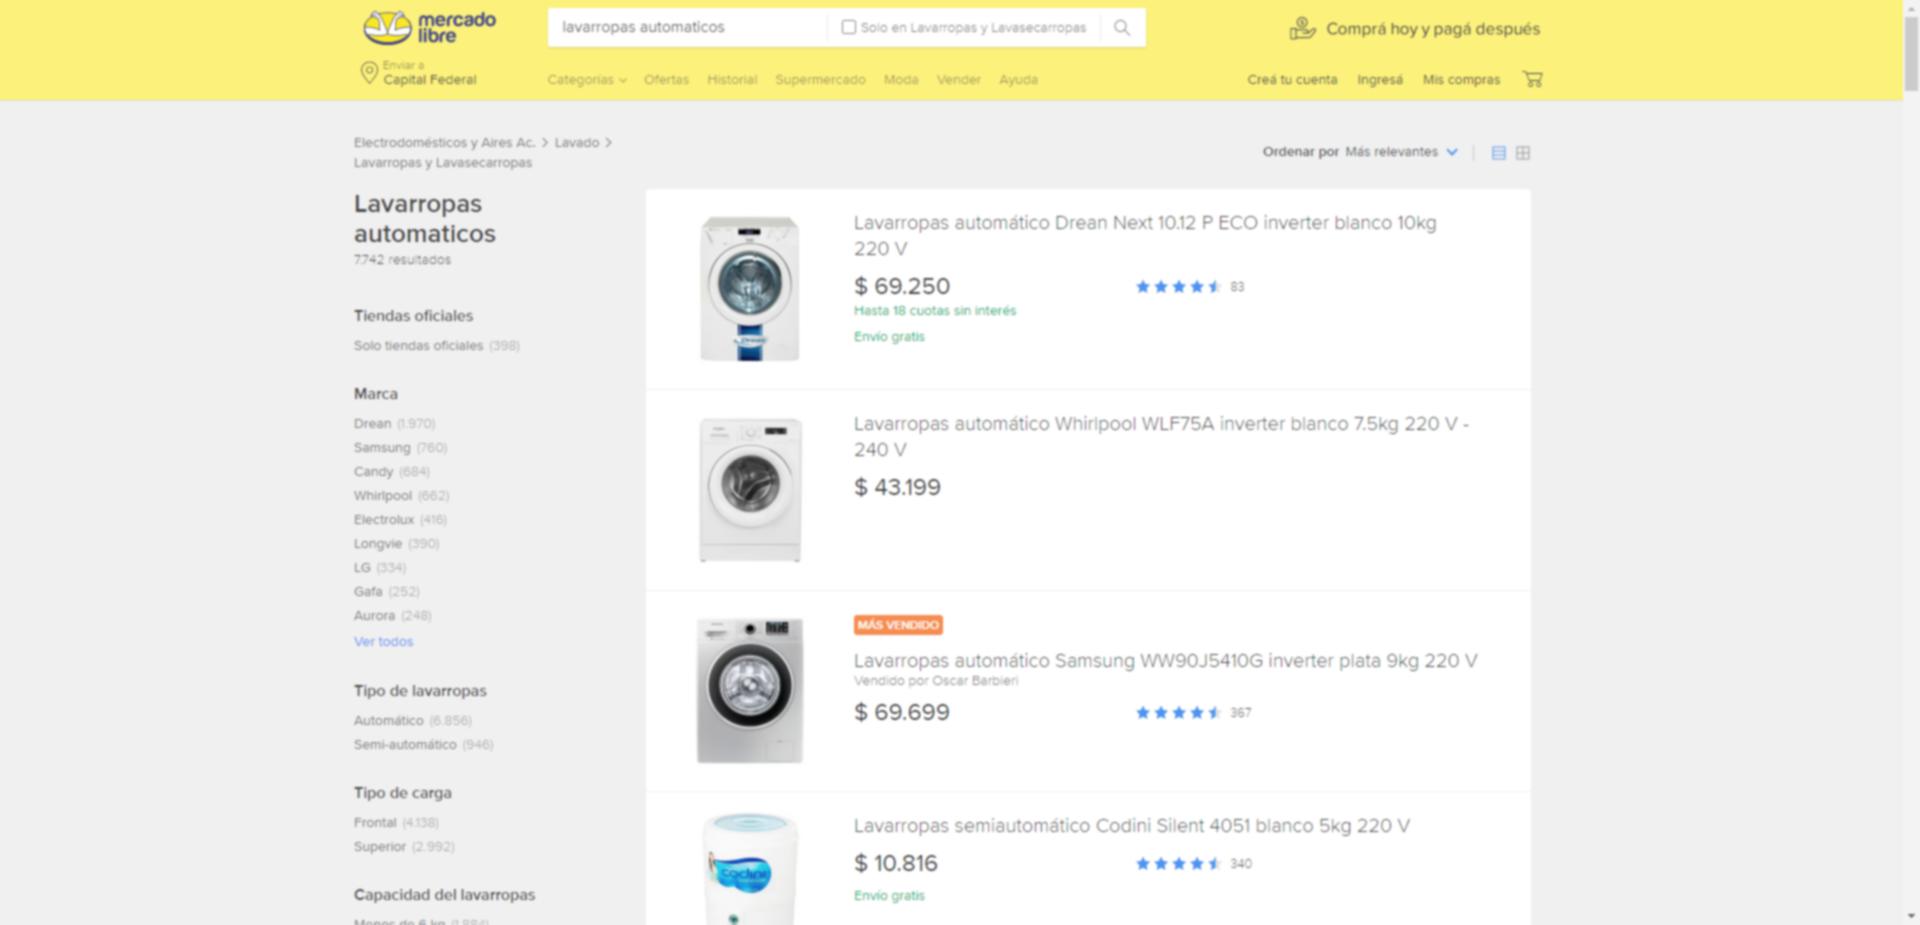 mercado
libre
lavarropas automaticos
Solo en Lavarropas y Lavasecarropas
Comprá hoy y pagá después
Enviar a
Capital Federal
Categorías
Ofertas
Historial
Supermercado
Moda
Vender
Ayuda
Creá tu cuenta
Ingresá
Mis compras
Electrodomésticos y Aires Ac. > Lavado >
Lavarropas y Lavasecarropas
Ordenar por Más relevantes
Lavarropas
automaticos
7.742 resultados
Tiendas oficiales
Solo tiendas oficiales (398)
Marca
Drean (1.970)
Samsung (760)
Candy (684)
Whirlpool (662)
Electrolux (416)
Longvie (390)
LG (334)
Gafa (252)
Aurora (248)
Ver todos
Tipo de lavarropas
Automático (6.856)
Semi-automático (946)
Tipo de carga
Frontal (4.138)
Superior (2.992)
Capacidad del lavarropas
Menos de 6 kg (1.884)
Lavarropas automático Drean Next 10.12 P ECO inverter blanco 10kg
220 V
$ 69.250
83
Hasta 18 cuotas sin interés
Envío gratis
Drean
Lavarropas automático Whirlpool WLF75A inverter blanco 7.5kg 220 V -
240 V
$ 43.199
MÁS VENDIDO
Lavarropas automático Samsung WW90J5410G inverter plata 9kg 220 V
Vendido por Oscar Barbieri
$ 69.699
367
Lavarropas semiautomático Codini Silent 4051 blanco 5kg 220 V
$ 10.816
340
Envío gratis
codini